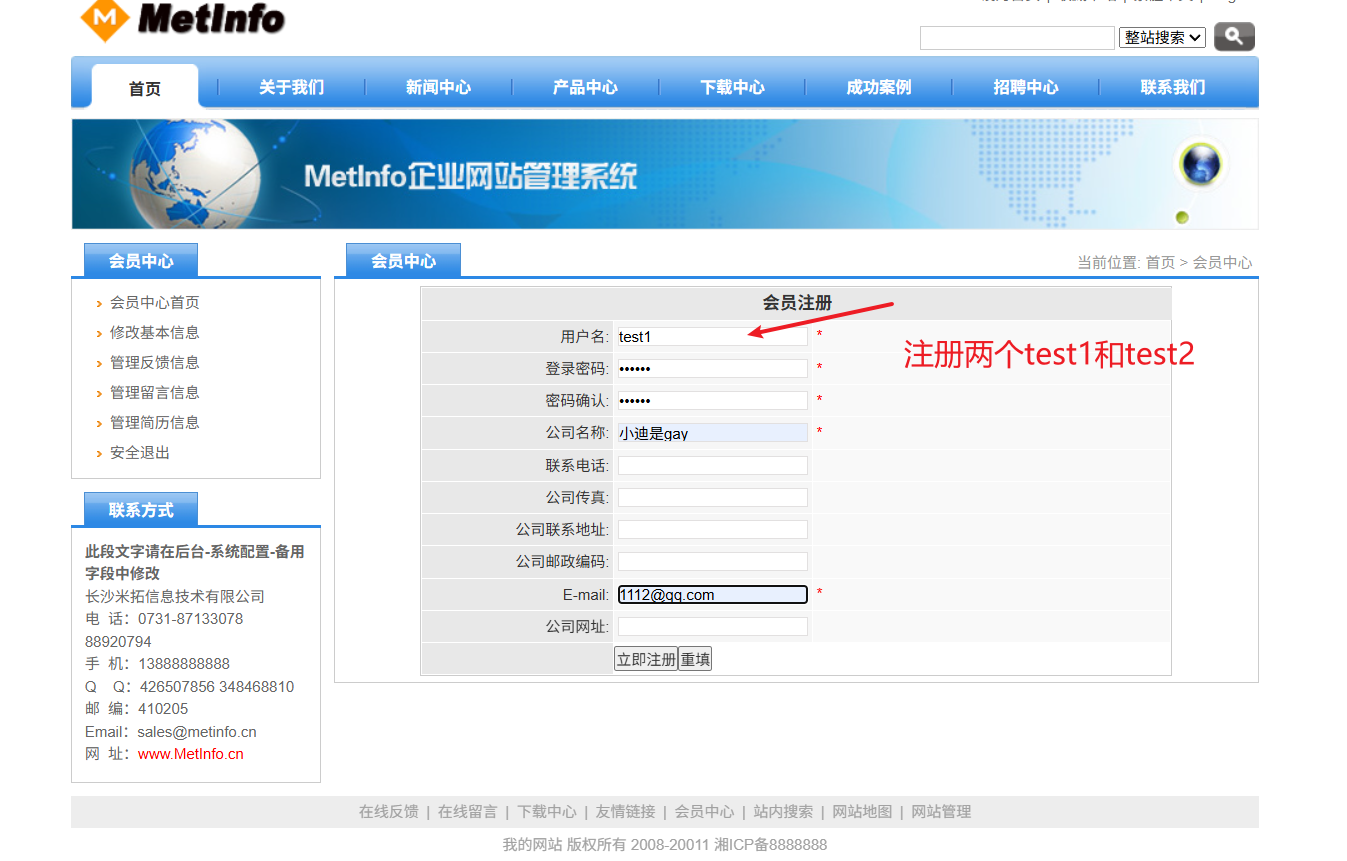 MetInfo
整站搜索
首页 关于我们 新闻中心 产品中心 下载中心 成功案例 招聘中心 联系我们
MetInfo企业网站管理系统
会员中心
会员中心首页
修改基本信息
管理反馈信息
管理留言信息
管理简历信息
安全退出
联系方式
此段文字请在后台-系统配置-备用
字段中修改
长沙米拓信息技术有限公司
电 话：0731-87133078
88920794
手 机：13888888888
Q Q：426507856 348468810
邮 编：410205
Email：sales@metinfo.cn
网 址：www.MetInfo.cn
会员中心
当前位置: 首页 > 会员中心
会员注册
用户名: test1 *
注册两个test1和test2
登录密码: •••••• *
密码确认: •••••• *
公司名称: 小迪是gay *
联系电话:
公司传真:
公司联系地址:
公司邮政编码:
E-mail: 1112@qq.com *
公司网址:
立即注册 重填
在线反馈 | 在线留言 | 下载中心 | 友情链接 | 会员中心 | 站内搜索 | 网站地图 | 网站管理
我的网站 版权所有 2008-20011 湘ICP备8888888